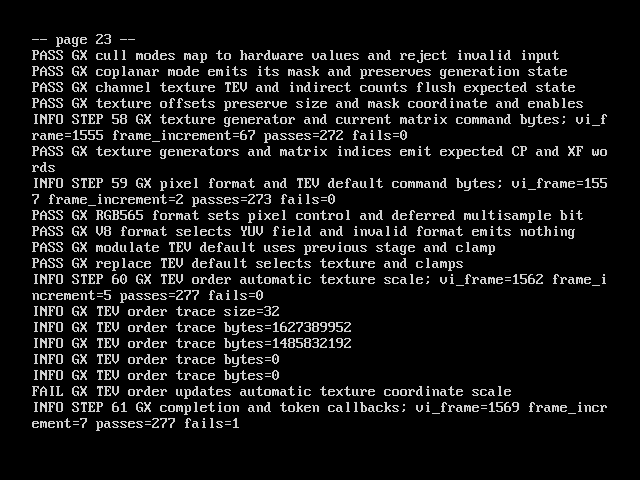 -- page 23 --
PASS GX cull modes map to hardware values and reject invalid input
PASS GX coplanar mode emits its mask and preserves generation state
PASS GX channel texture TEV and indirect counts flush expected state
PASS GX texture offsets preserve size and mask coordinate and enables
INFO STEP 58 GX texture generator and current matrix command bytes; vi_f
rame=1555 frame_increment=67 passes=272 fails=0
PASS GX texture generators and matrix indices emit expected CP and XF wo
rds
INFO STEP 59 GX pixel format and TEV default command bytes; vi_frame=155
7 frame_increment=2 passes=273 fails=0
PASS GX RGB565 format sets pixel control and deferred multisample bit
PASS GX V8 format selects YUV field and invalid format emits nothing
PASS GX modulate TEV default uses previous stage and clamp
PASS GX replace TEV default selects texture and clamps
INFO STEP 60 GX TEV order automatic texture scale; vi_frame=1562 frame_i
ncrement=5 passes=277 fails=0
INFO GX TEV order trace size=32
INFO GX TEV order trace bytes=1627389952
INFO GX TEV order trace bytes=1485832192
INFO GX TEV order trace bytes=0
INFO GX TEV order trace bytes=0
FAIL GX TEV order updates automatic texture coordinate scale
INFO STEP 61 GX completion and token callbacks; vi_frame=1569 frame_incr
ement=7 passes=277 fails=1